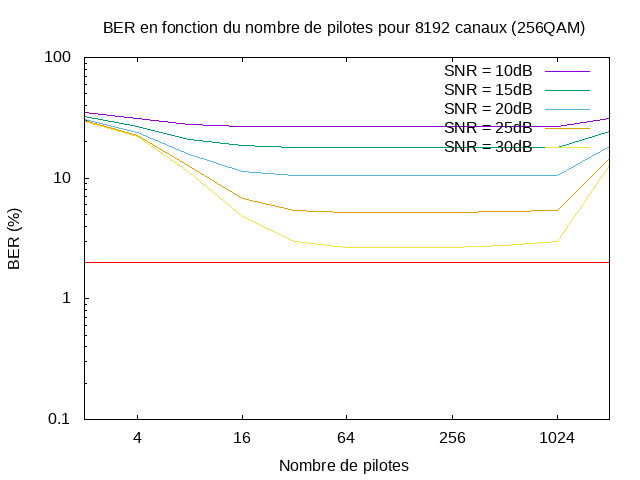 BER en fonction du nombre de pilotes pour 8192 canaux (256QAM)
100
10
1
0.1
BER (%)
SNR = 10dB
SNR = 15dB
SNR = 20dB
SNR = 25dB
SNR = 30dB
4 16 64 256 1024
Nombre de pilotes